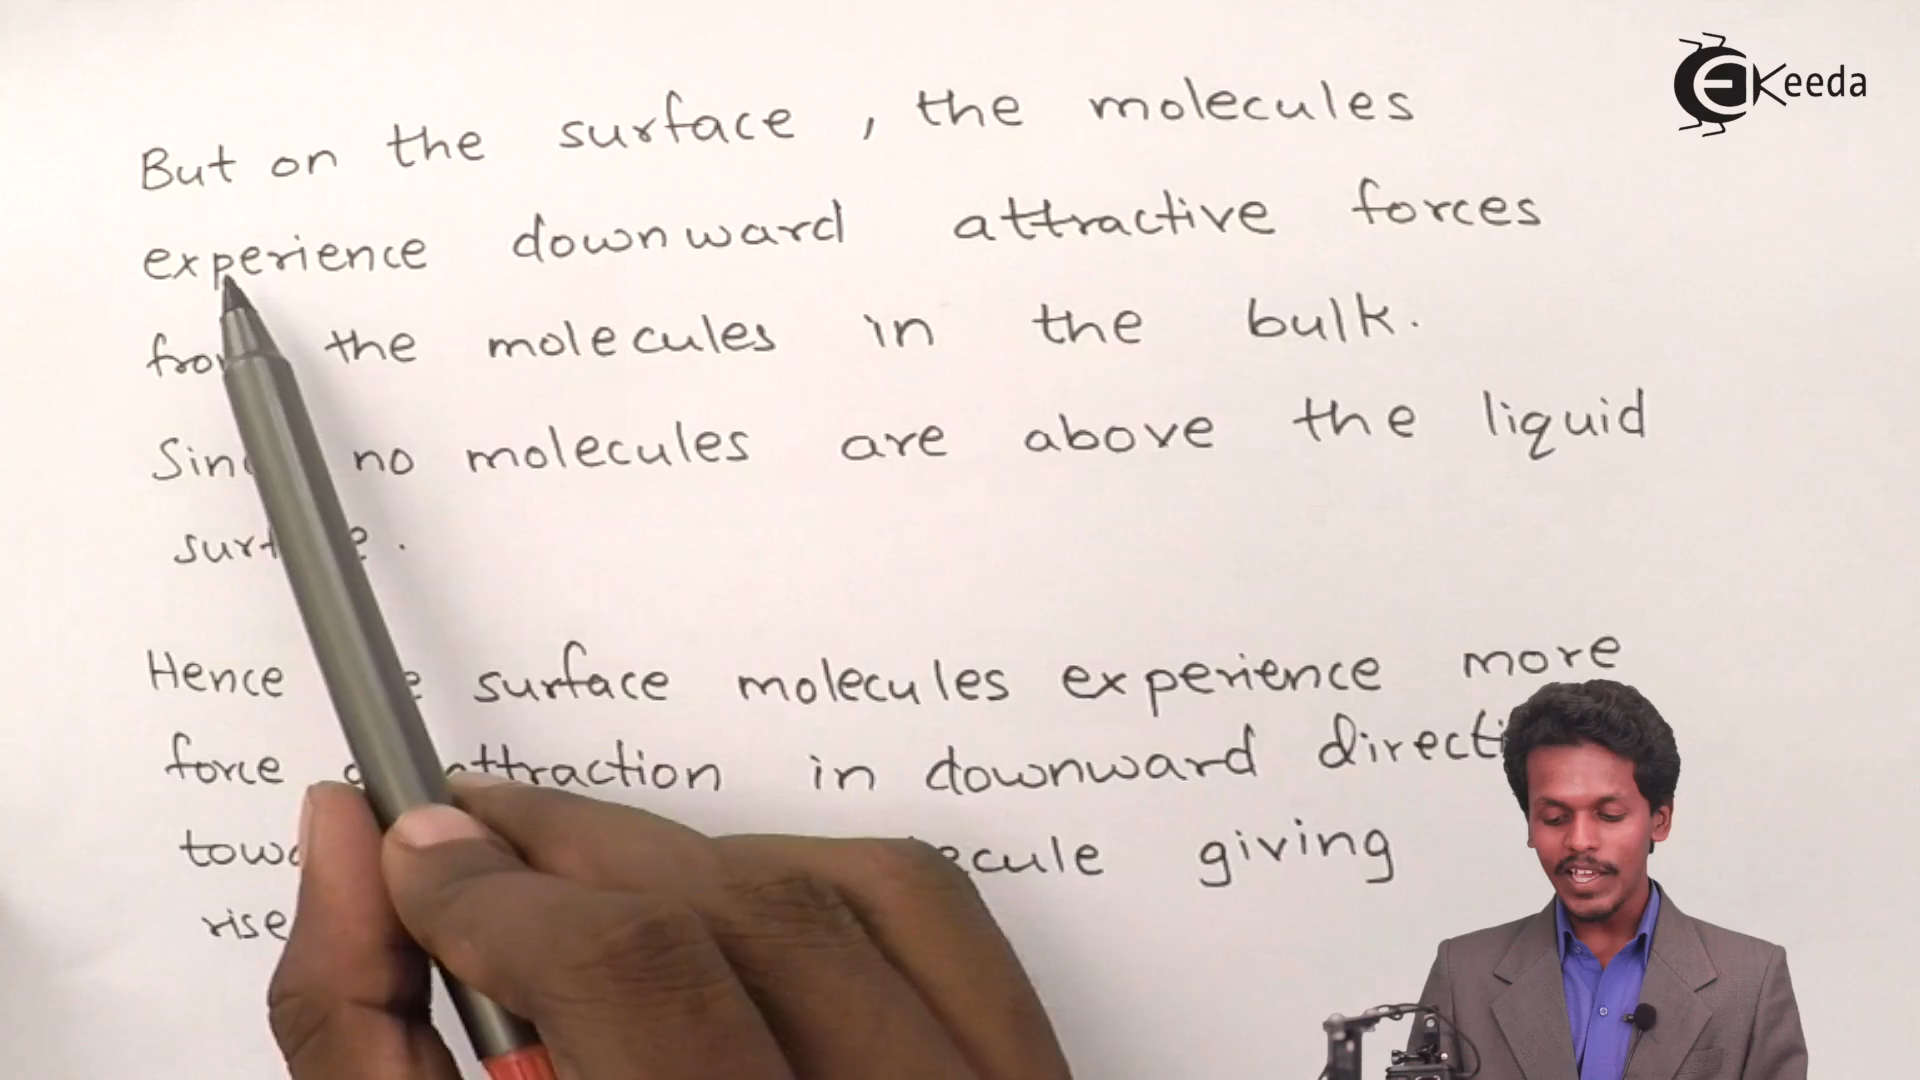 But on the surface, the molecules
experience downward attractive forces
the molecules in the bulk.
no molecules are above the liquid
Hence surface molecules experience more
force attraction in downward
giving
rise
EKeeda